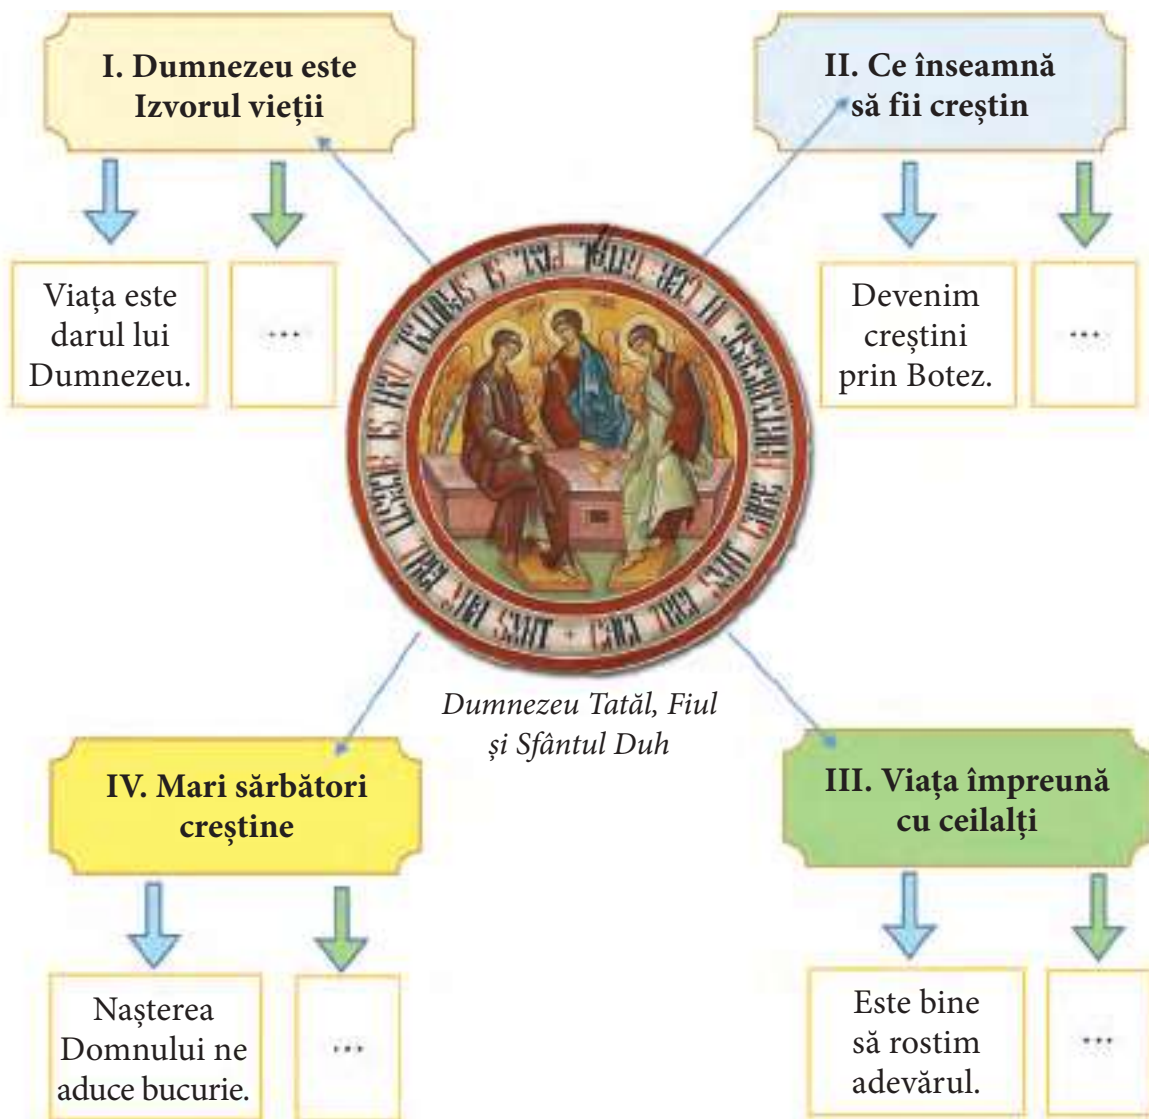 I. Dumnezeu este
Izvorul vieții
II. Ce înseamnă
să fii creștin
Viața este
darul lui
Dumnezeu.
...
Devenim
creștini
prin Botez.
...
Dumnezeu Tatăl, Fiul
și Sfântul Duh
IV. Mari sărbători
creștine
III. Viața împreună
cu ceilalți
Nașterea
Domnului ne
aduce bucurie.
...
Este bine
să rostim
adevărul.
...